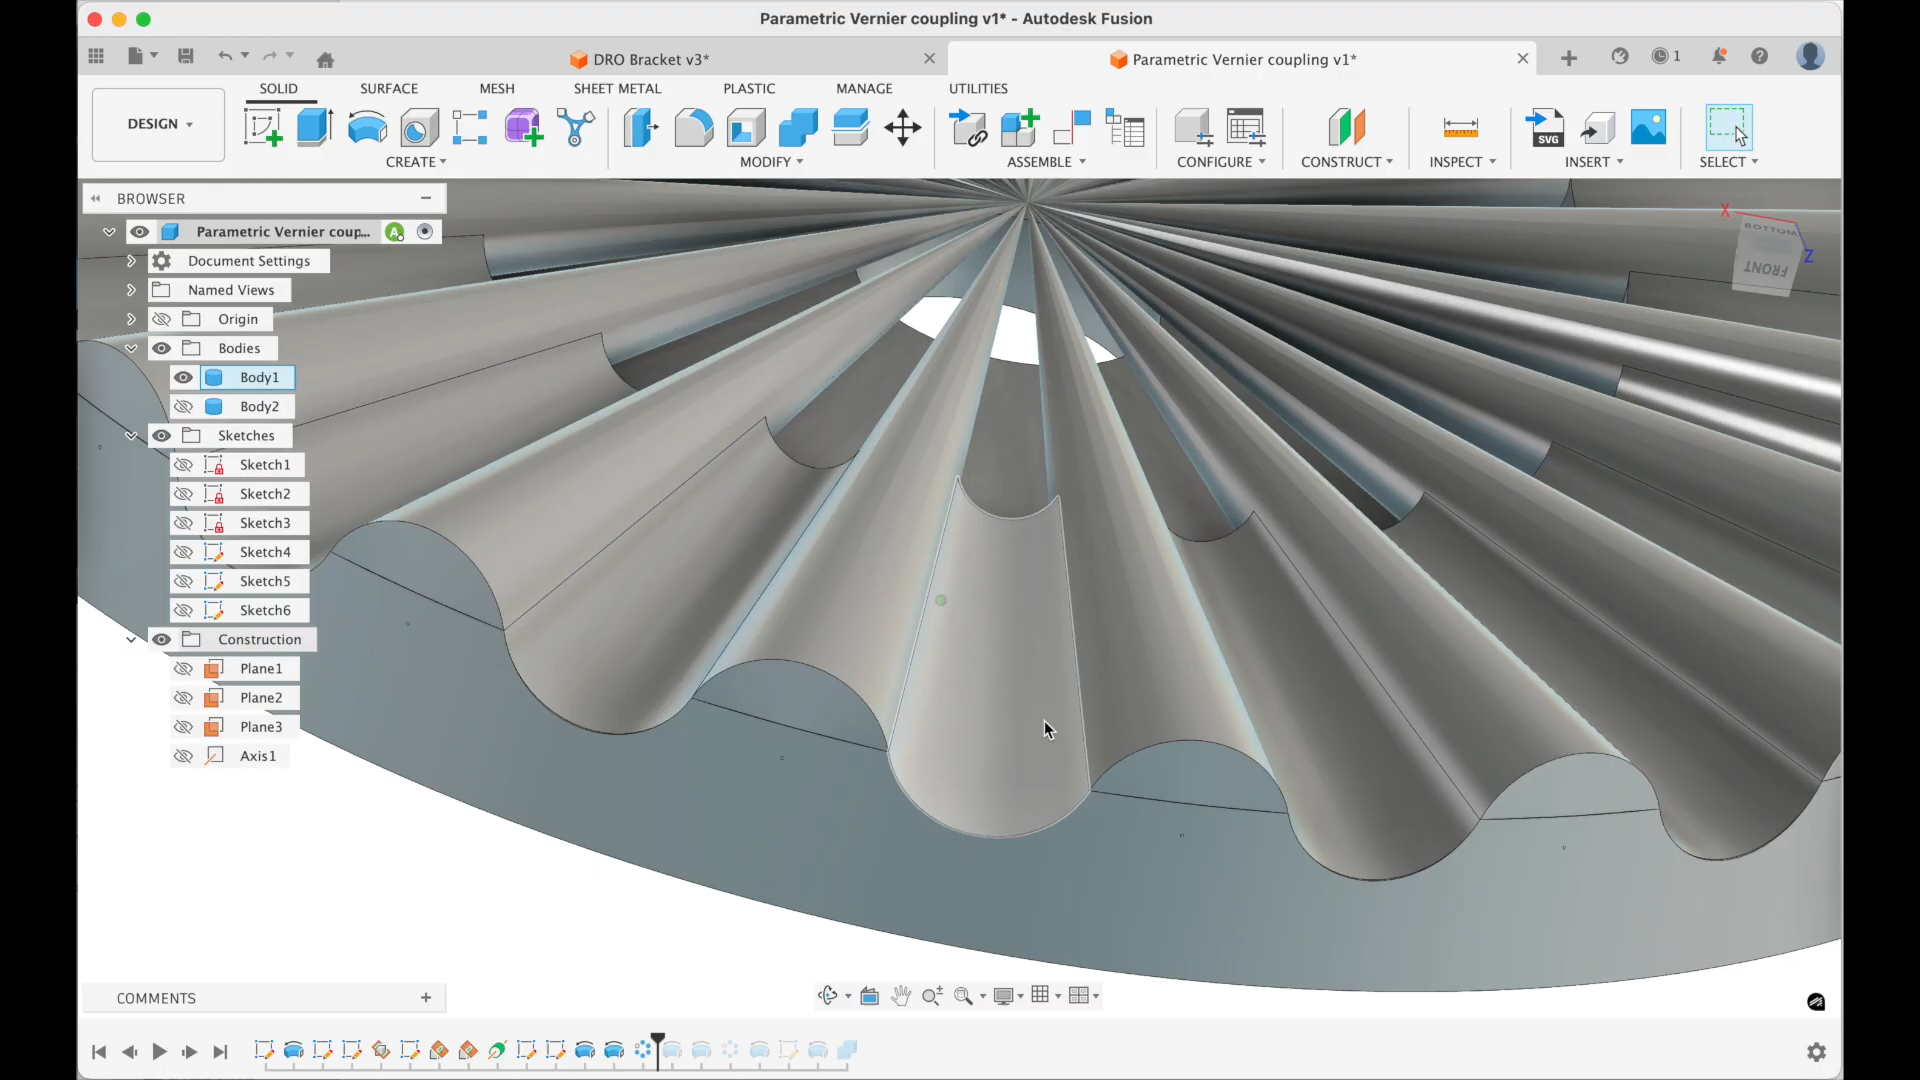 Parametric Vernier coupling v1* - Autodesk Fusion
DRO Bracket v3*
Parametric Vernier coupling v1*
1
DESIGN
SOLID
SURFACE
MESH
SHEET METAL
PLASTIC
MANAGE
UTILITIES
CREATE
MODIFY
ASSEMBLE
CONFIGURE
CONSTRUCT
INSPECT
SVG
INSERT
SELECT
BROWSER
Parametric Vernier coup...
A
Document Settings
Named Views
Origin
Bodies
Body1
Body2
Sketches
Sketch1
Sketch2
Sketch3
Sketch4
Sketch5
Sketch6
Construction
Plane1
Plane2
Plane3
Axis1
X
BOTTOM
Z
FRONT
COMMENTS